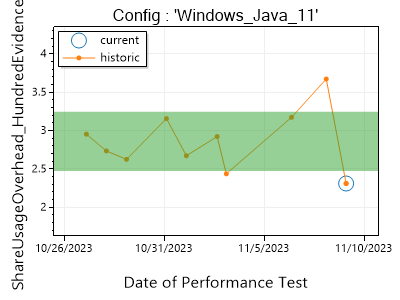 Config : 'Windows_Java_11'
current
historic
4
3.5
3
2.5
2
ShareUsageOverhead_HundredEvidence
10/26/2023
10/31/2023
11/5/2023
11/10/2023
Date of Performance Test